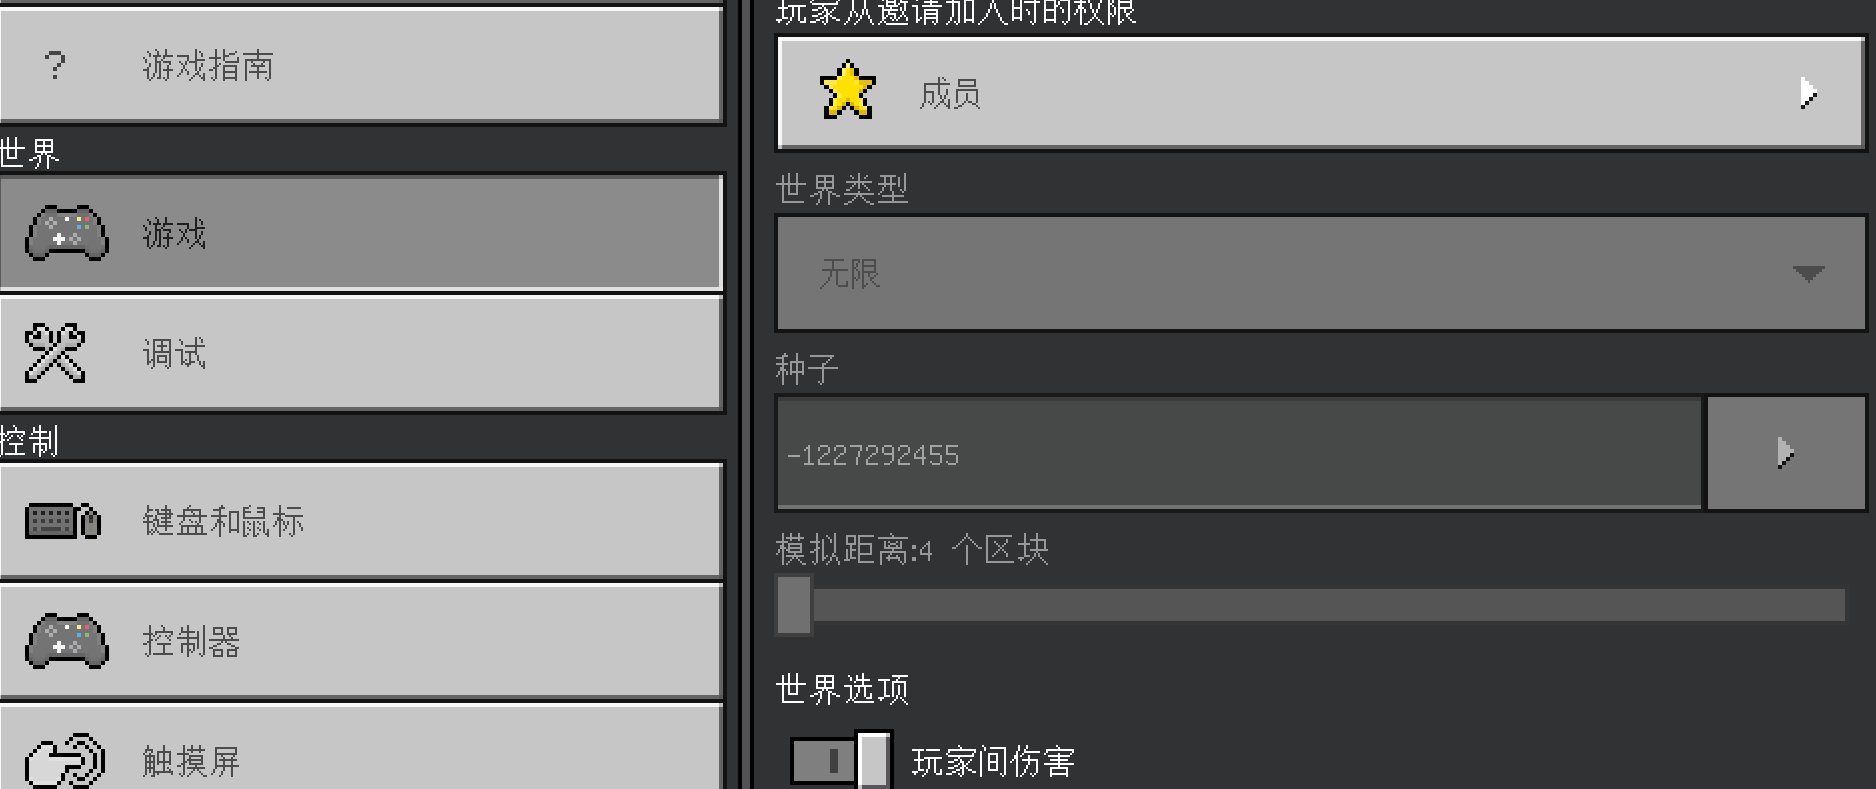 ?
游戏指南
世界
游戏
调试
控制
键盘和鼠标
控制器
触摸屏
玩家从邀请加入时的权限
成员
世界类型
无限
种子
-1227292455
模拟距离:4 个区块
世界选项
玩家间伤害